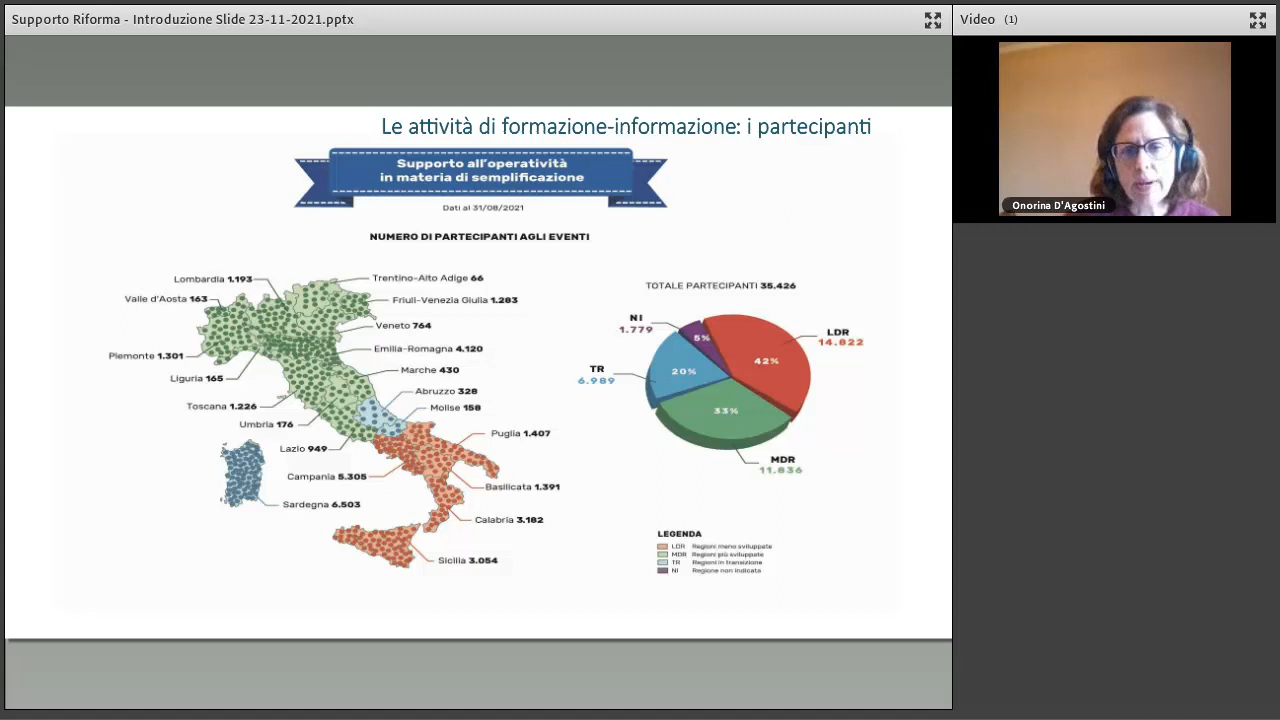 Supporto Riforma - Introduzione Slide 23-11-2021.pptx
Video (1)
Onorina D'Agostini
Le attività di formazione-informazione: i partecipanti
Supporto all'operatività
in materia di semplificazione
Dati al 31/08/2021
NUMERO DI PARTECIPANTI AGLI EVENTI
Lombardia 1.193
Trentino-Alto Adige 66
Valle d'Aosta 163
Friuli-Venezia Giulia 1.283
Veneto 764
Piemonte 1.301
Emilia-Romagna 4.120
Liguria 165
Marche 430
Abruzzo 328
Toscana 1.226
Molise 158
Umbria 176
Puglia 1.407
Lazio 949
Campania 5.305
Basilicata 1.391
Sardegna 6.503
Calabria 3.182
Sicilia 3.054
TOTALE PARTECIPANTI 35.426
NI
1.779
5%
LDR
14.822
42%
TR
6.989
20%
33%
MDR
11.836
LEGENDA
LDR Regioni meno sviluppate
MDR Regioni più sviluppate
TR Regioni in transizione
NI Regione non indicata